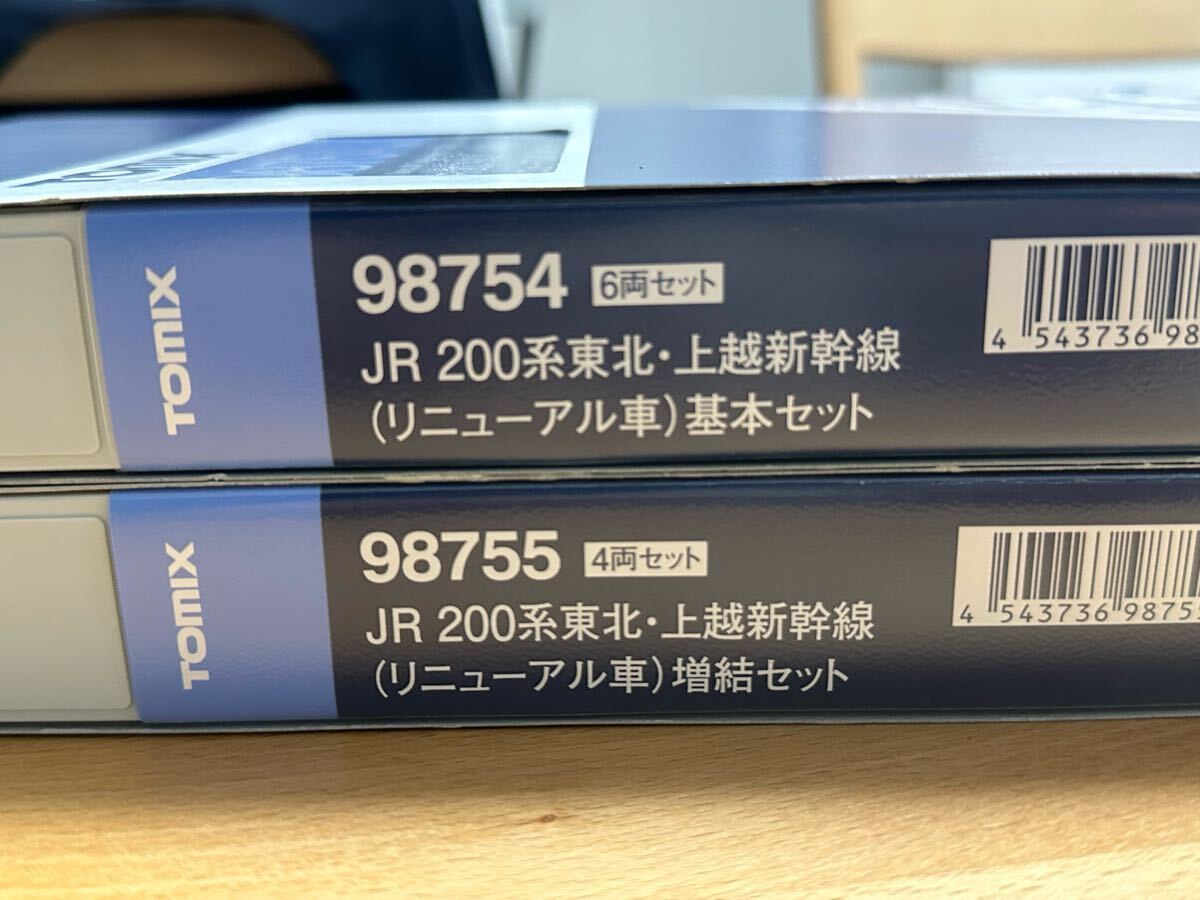 TOMIX
98754 6両セット
JR 200系東北・上越新幹線
(リニューアル車)基本セット
4 543736 98
TOMIX
98755 4両セット
JR 200系東北・上越新幹線
(リニューアル車)増結セット
4 543736 98755